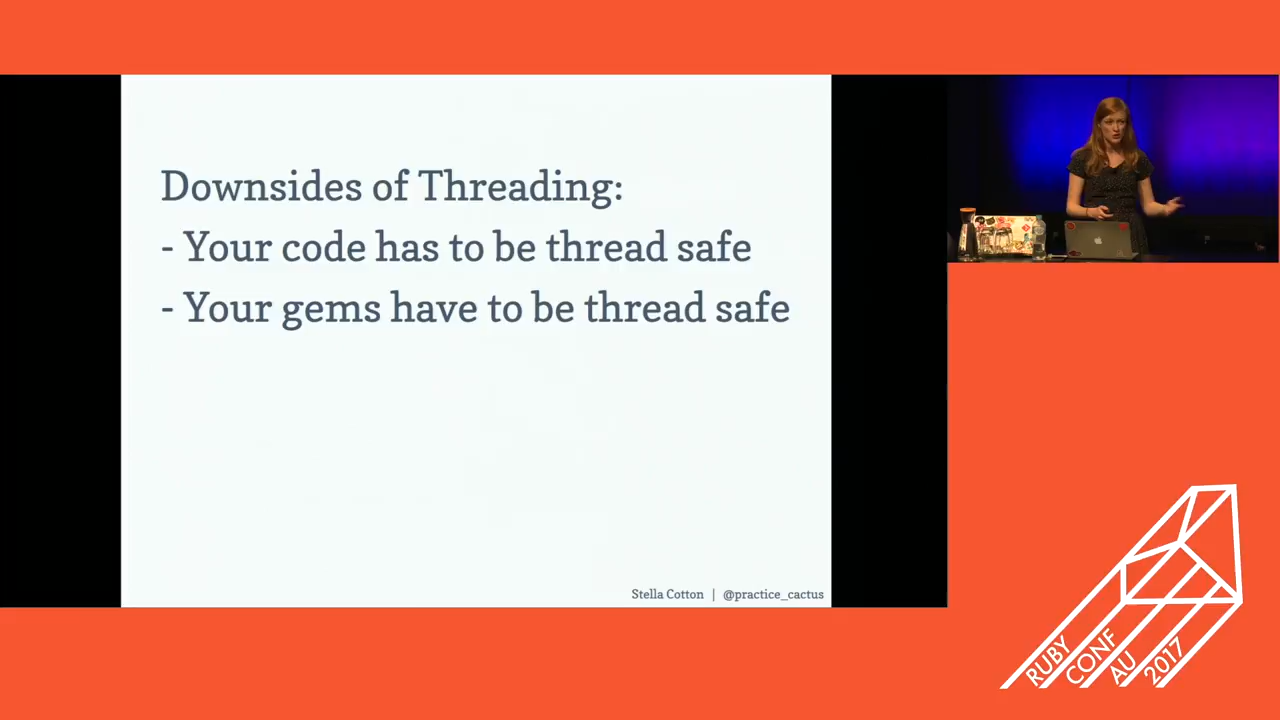 Downsides of Threading:
- Your code has to be thread safe
- Your gems have to be thread safe
Stella Cotton | @practice_cactus
RUBY
CONF
AU
2017